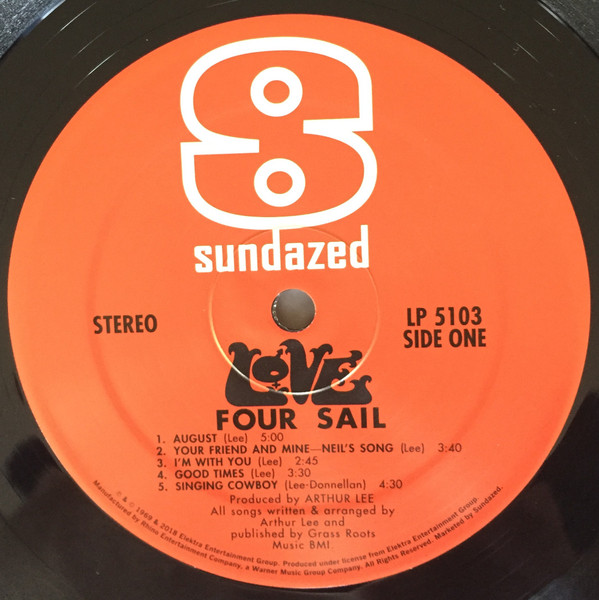 sundazed
STEREO
LP 5103
SIDE ONE
LOVE
FOUR SAIL
1. AUGUST (Lee) 5:00
2. YOUR FRIEND AND MINE—NEIL'S SONG (Lee) 3:40
3. I'M WITH YOU (Lee) 2:45
4. GOOD TIMES (Lee) 3:30
5. SINGING COWBOY (Lee-Donnellan) 4:30
Produced by ARTHUR LEE
All songs written & arranged by
Arthur Lee and
published by Grass Roots
Music BMI.
℗ & © 1969 & 2018 Elektra Entertainment Group. Produced under license from Elektra Entertainment Group.
Manufactured by Rhino Entertainment Company, a Warner Music Group Company. Marketed by Sundazed.